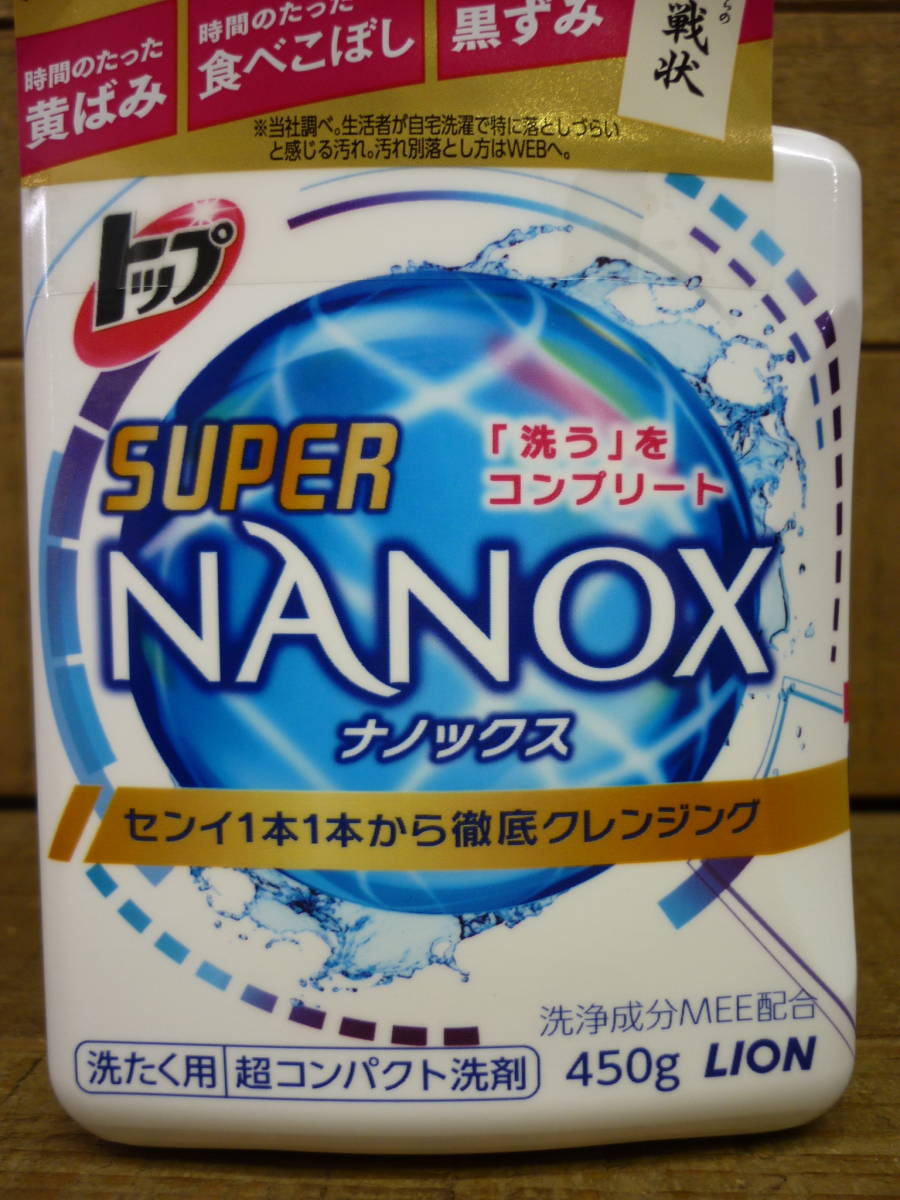 時間のたった
黄ばみ
時間のたった
食べこぼし
黒ずみ
らの
戦状
※当社調べ。生活者が自宅洗濯で特に落としづらい
と感じる汚れ。汚れ別落とし方はWEBへ。
トップ
SUPER
「洗う」を
コンプリート
NANOX
ナノックス
センイ1本1本から徹底クレンジング
洗浄成分MEE配合
洗たく用 超コンパクト洗剤 450g LION